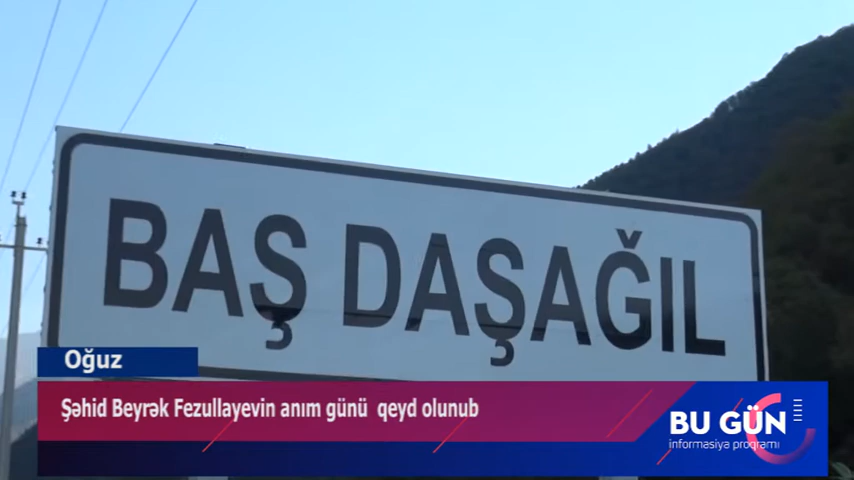 BAŞ DAŞAĞIL
Oğuz
Şəhid Beyrək Fezullayevin anım günü qeyd olunub
BU GÜN
informasiya proqramı